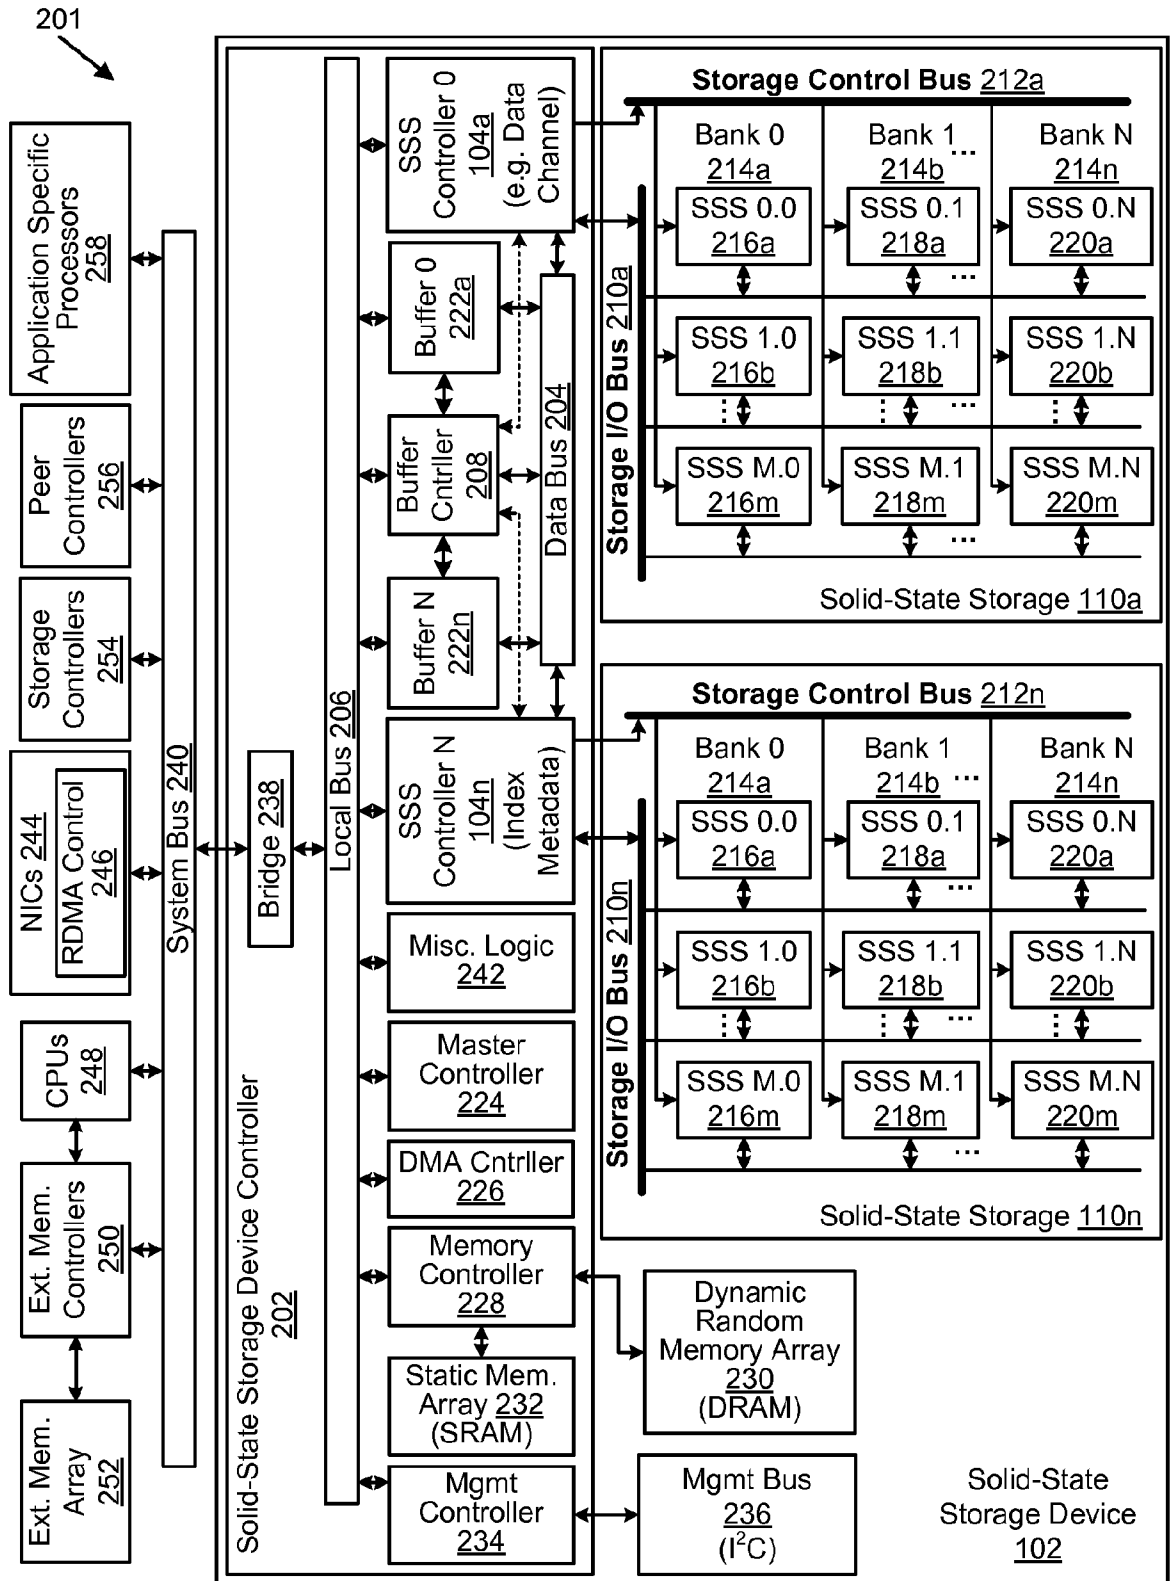 201
Application Specific
Processors
258
Peer
Controllers
256
Storage
Controllers
254
NICs 244
RDMA Control
246
CPUs
248
Ext. Mem.
Controllers
250
Ext. Mem.
Array
252
System Bus 240
Bridge 238
Solid-State Storage Device Controller
202
Local Bus 206
SSS
Controller 0
104a
(e.g. Data
Channel)
Buffer 0
222a
Buffer
Cntrller
208
Buffer N
222n
Data Bus 204
SSS
Controller N
104n
(Index
Metadata)
Misc. Logic
242
Master
Controller
224
DMA Cntrller
226
Memory
Controller
228
Static Mem.
Array 232
(SRAM)
Mgmt
Controller
234
Storage Control Bus 212a
Storage I/O Bus 210a
Bank 0
214a
Bank 1
214b
...
Bank N
214n
SSS 0.0
216a
SSS 0.1
218a
...
SSS 0.N
220a
SSS 1.0
216b
...
SSS 1.1
218b
...
...
SSS 1.N
220b
...
SSS M.0
216m
SSS M.1
218m
...
SSS M.N
220m
Solid-State Storage 110a
Storage Control Bus 212n
Storage I/O Bus 210n
Bank 0
214a
Bank 1
214b
...
Bank N
214n
SSS 0.0
216a
SSS 0.1
218a
...
SSS 0.N
220a
SSS 1.0
216b
...
SSS 1.1
218b
...
...
SSS 1.N
220b
...
SSS M.0
216m
SSS M.1
218m
...
SSS M.N
220m
Solid-State Storage 110n
Dynamic
Random
Memory Array
230
(DRAM)
Mgmt Bus
236
(I²C)
Solid-State
Storage Device
102